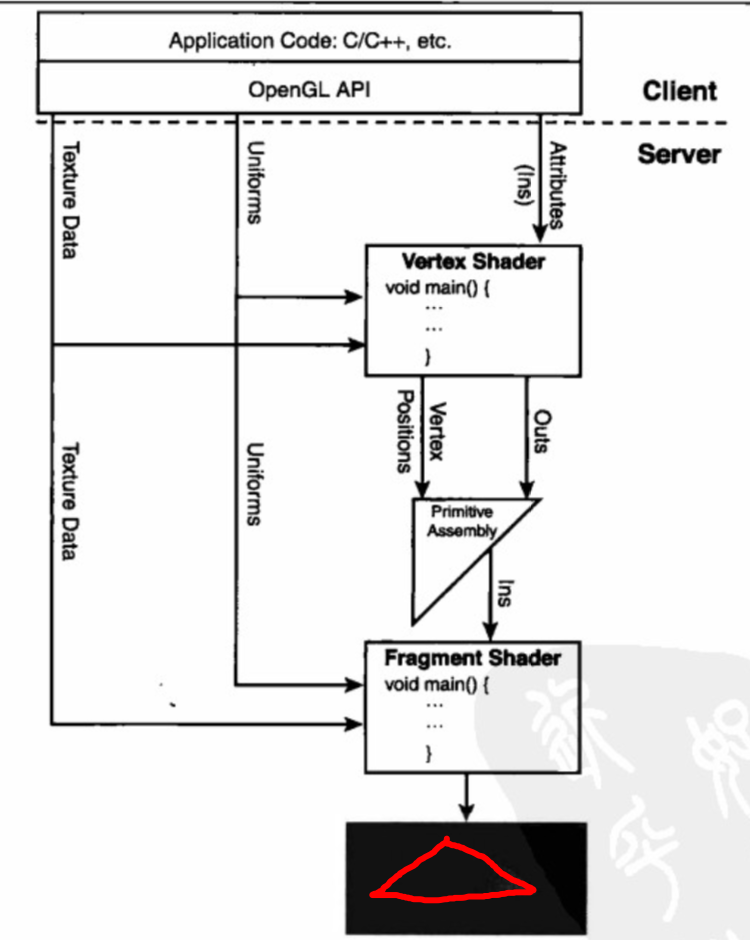 Application Code: C/C++, etc.
OpenGL API
Client
Server
Texture Data
Uniforms
Attributes
(Ins)
Vertex Shader
void main() {
...
...
}
Vertex
Positions
Outs
Texture Data
Uniforms
Primitive
Assembly
Ins
Fragment Shader
void main() {
...
...
}